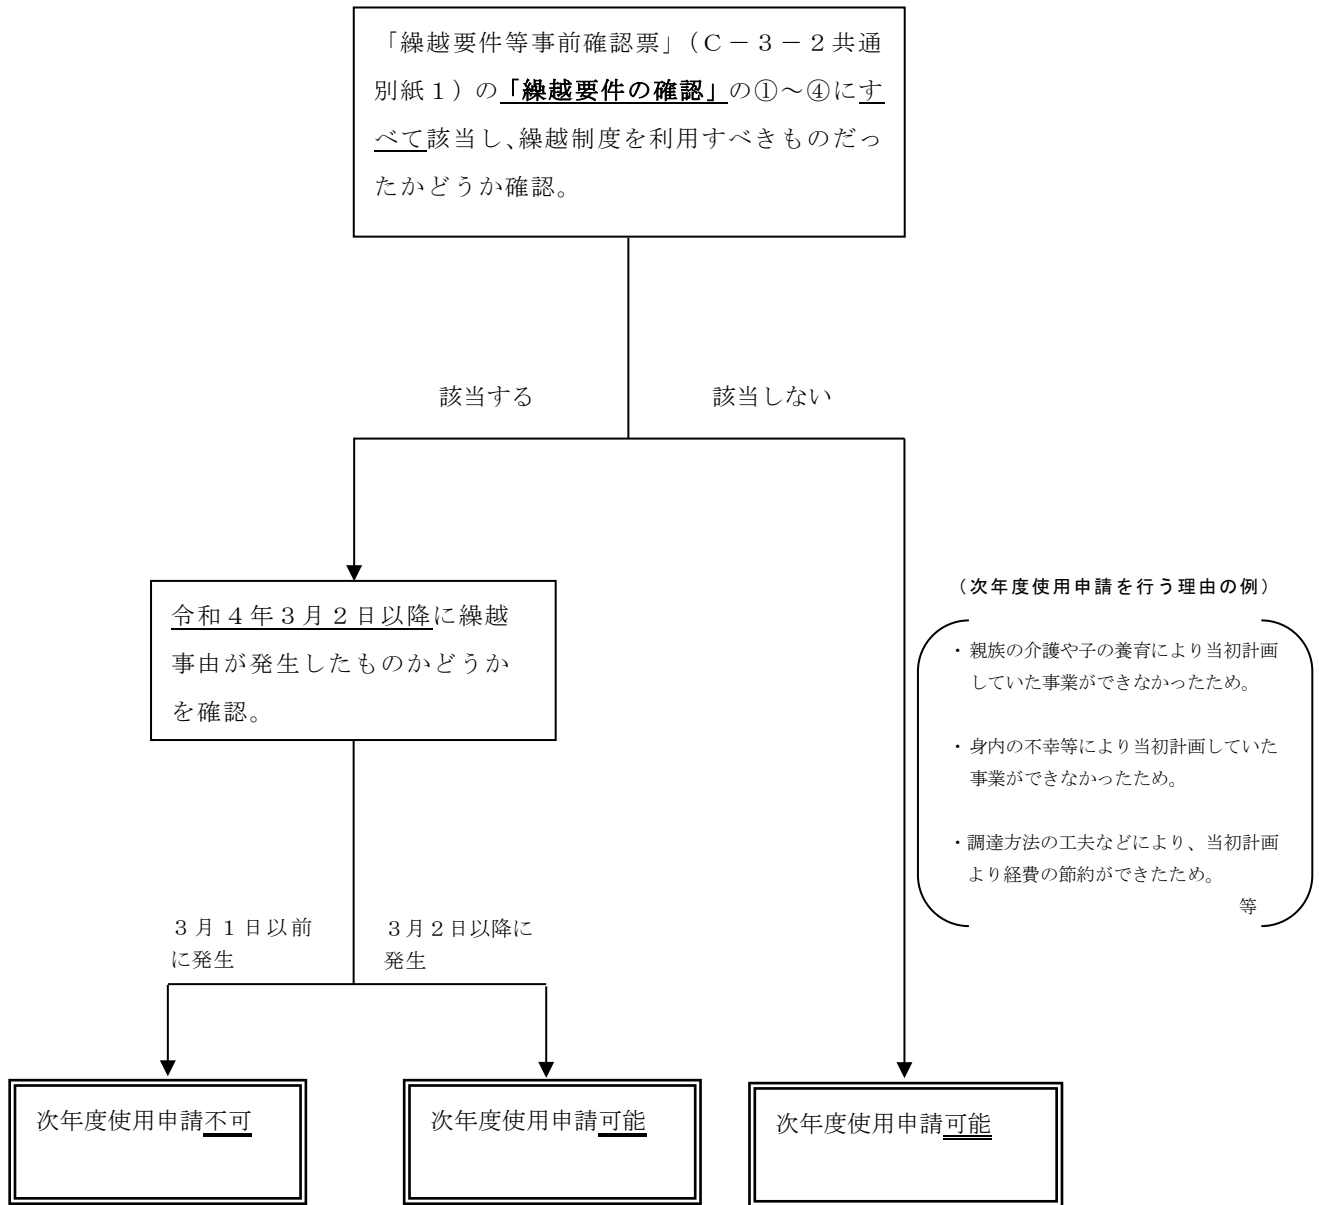 「繰越要件等事前確認票」（Ｃ－３－２共通
別紙１）の「繰越要件の確認」の①～④にす
べて該当し、繰越制度を利用すべきものだっ
たかどうか確認。
該当する
該当しない
令和４年３月２日以降に繰越
事由が発生したものかどうか
を確認。
（次年度使用申請を行う理由の例）
・親族の介護や子の養育により当初計画
していた事業ができなかったため。
・身内の不幸等により当初計画していた
事業ができなかったため。
・調達方法の工夫などにより、当初計画
より経費の節約ができたため。
等
３月１日以前
に発生
３月２日以降に
発生
次年度使用申請不可
次年度使用申請可能
次年度使用申請可能